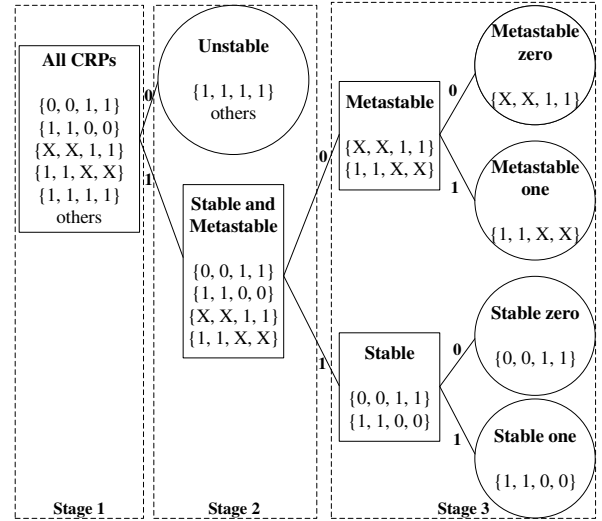 All CRPs
{0, 0, 1, 1}
{1, 1, 0, 0}
{X, X, 1, 1}
{1, 1, X, X}
{1, 1, 1, 1}
others
Stage 1
0
1
Unstable
{1, 1, 1, 1}
others
Stable and
Metastable
{0, 0, 1, 1}
{1, 1, 0, 0}
{X, X, 1, 1}
{1, 1, X, X}
Stage 2
0
1
Metastable
{X, X, 1, 1}
{1, 1, X, X}
0
1
Metastable
zero
{X, X, 1, 1}
Metastable
one
{1, 1, X, X}
Stable
{0, 0, 1, 1}
{1, 1, 0, 0}
0
1
Stable zero
{0, 0, 1, 1}
Stable one
{1, 1, 0, 0}
Stage 3